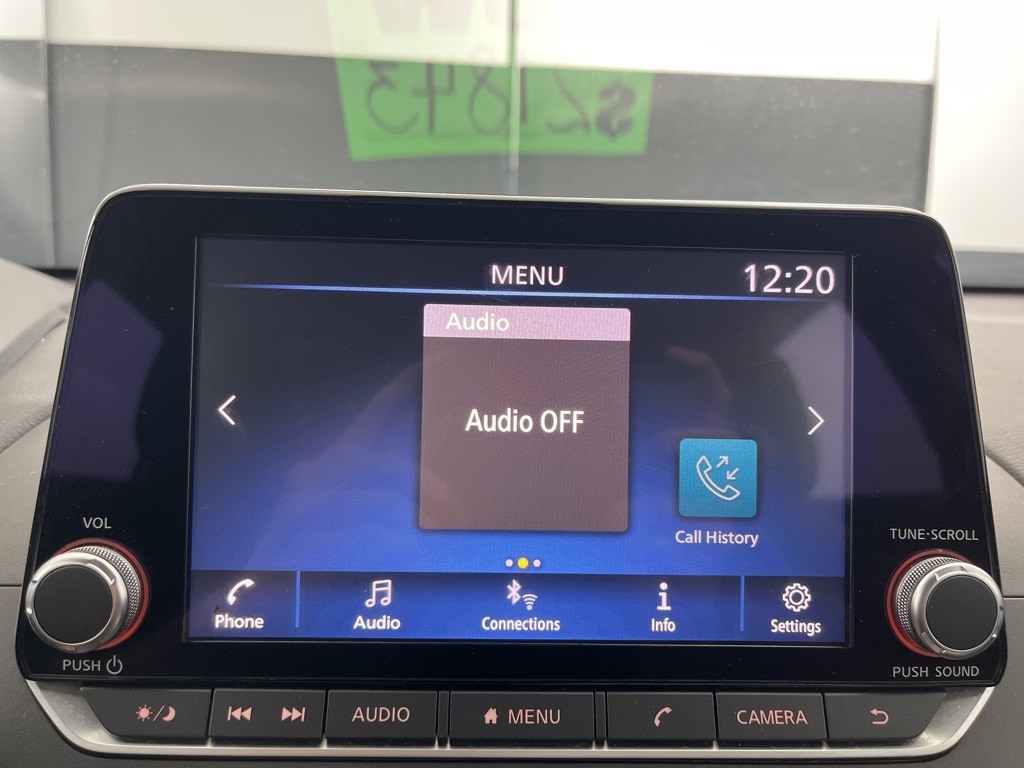 $21843
MENU
12:20
Audio
Audio OFF
Call History
VOL
TUNE·SCROLL
Phone
Audio
Connections
Info
Settings
PUSH
PUSH SOUND
AUDIO
MENU
CAMERA